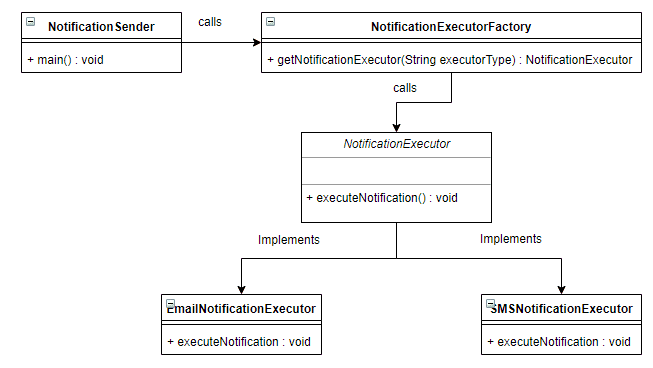 NotificationSender
calls
NotificationExecutorFactory
+ main() : void
+ getNotificationExecutor(String executorType) : NotificationExecutor
calls
NotificationExecutor
+ executeNotification() : void
Implements
Implements
EmailNotificationExecutor
SMSNotificationExecutor
+ executeNotification : void
+ executeNotification : void